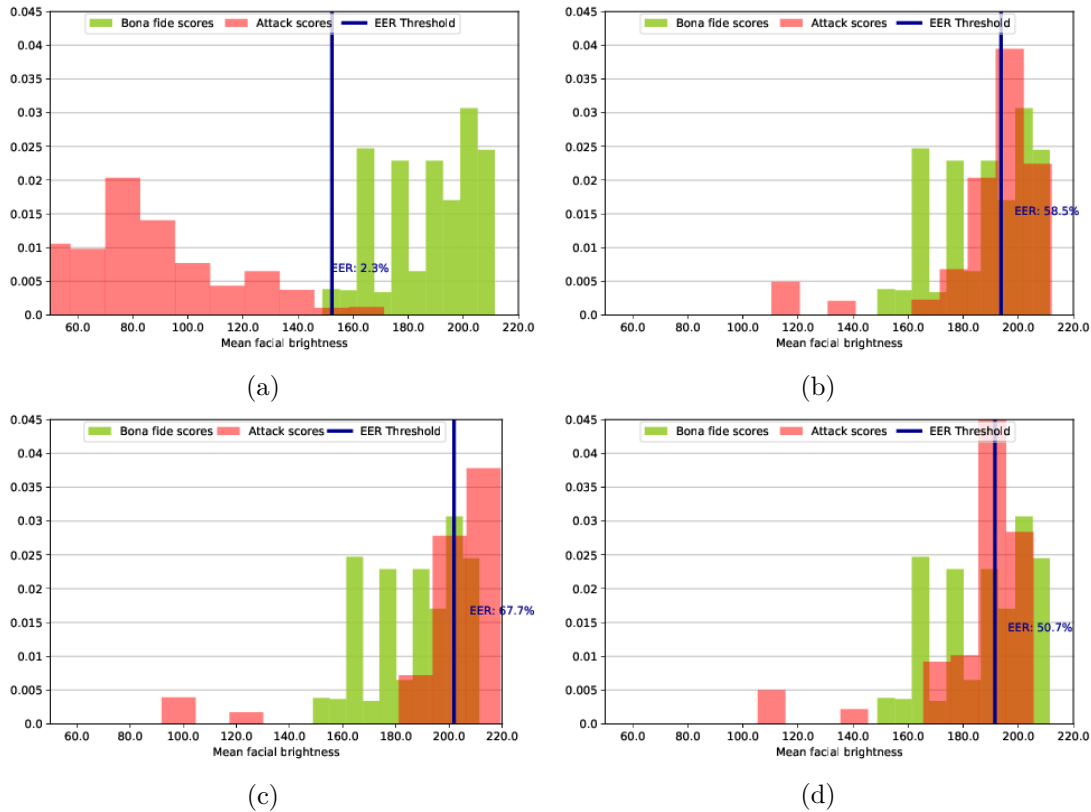 Bona fide scores Attack scores EER Threshold
0.045
0.04
0.035
0.03
0.025
0.02
0.015
0.01
0.005
0.0
EER: 2.3%
60.0 80.0 100.0 120.0 140.0 160.0 180.0 200.0 220.0
Mean facial brightness
(a)
Bona fide scores Attack scores EER Threshold
0.045
0.04
0.035
0.03
0.025
0.02
0.015
0.01
0.005
0.0
EER: 58.5%
60.0 80.0 100.0 120.0 140.0 160.0 180.0 200.0 220.0
Mean facial brightness
(b)
Bona fide scores Attack scores EER Threshold
0.045
0.04
0.035
0.03
0.025
0.02
0.015
0.01
0.005
0.0
EER: 67.7%
60.0 80.0 100.0 120.0 140.0 160.0 180.0 200.0 220.0
Mean facial brightness
(c)
Bona fide scores Attack scores EER Threshold
0.045
0.04
0.035
0.03
0.025
0.02
0.015
0.01
0.005
0.0
EER: 50.7%
60.0 80.0 100.0 120.0 140.0 160.0 180.0 200.0 220.0
Mean facial brightness
(d)